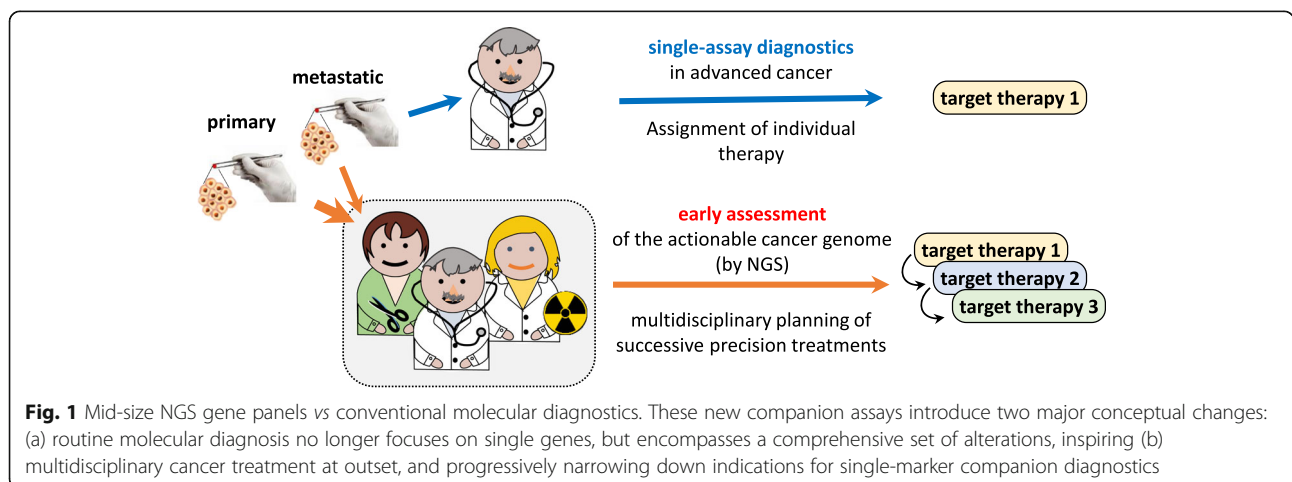 metastatic
primary
single-assay diagnostics
in advanced cancer
Assignment of individual
therapy
target therapy 1
early assessment
of the actionable cancer genome
(by NGS)
multidisciplinary planning of
successive precision treatments
target therapy 1
target therapy 2
target therapy 3
Fig. 1 Mid-size NGS gene panels vs conventional molecular diagnostics. These new companion assays introduce two major conceptual changes:
(a) routine molecular diagnosis no longer focuses on single genes, but encompasses a comprehensive set of alterations, inspiring (b)
multidisciplinary cancer treatment at outset, and progressively narrowing down indications for single-marker companion diagnostics